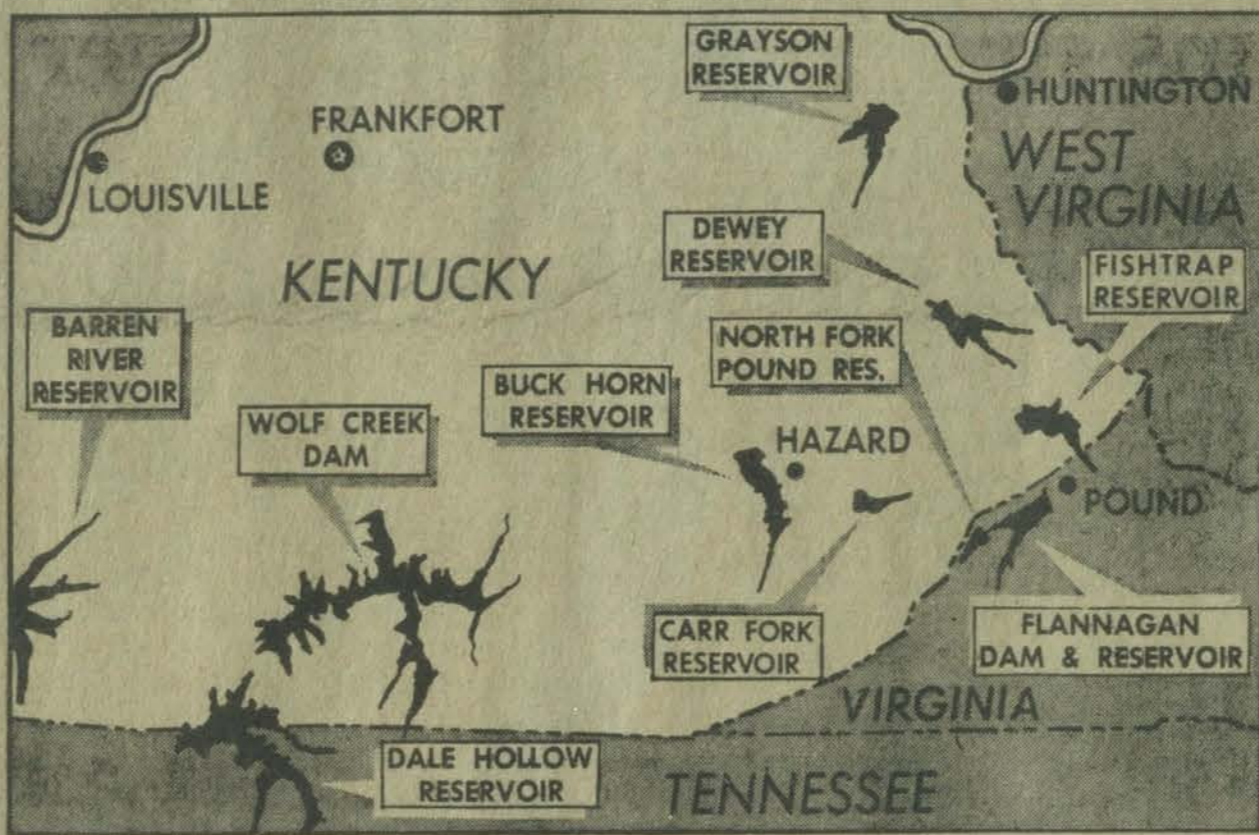 GRAYSON
RESERVOIR
HUNTINGTON
FRANKFORT
WEST
VIRGINIA
LOUISVILLE
DEWEY
RESERVOIR
FISHTRAP
RESERVOIR
KENTUCKY
BARREN
RIVER
RESERVOIR
NORTH FORK
POUND RES.
BUCK HORN
RESERVOIR
WOLF CREEK
DAM
HAZARD
POUND
CARR FORK
RESERVOIR
FLANNAGAN
DAM & RESERVOIR
VIRGINIA
DALE HOLLOW
RESERVOIR
TENNESSEE